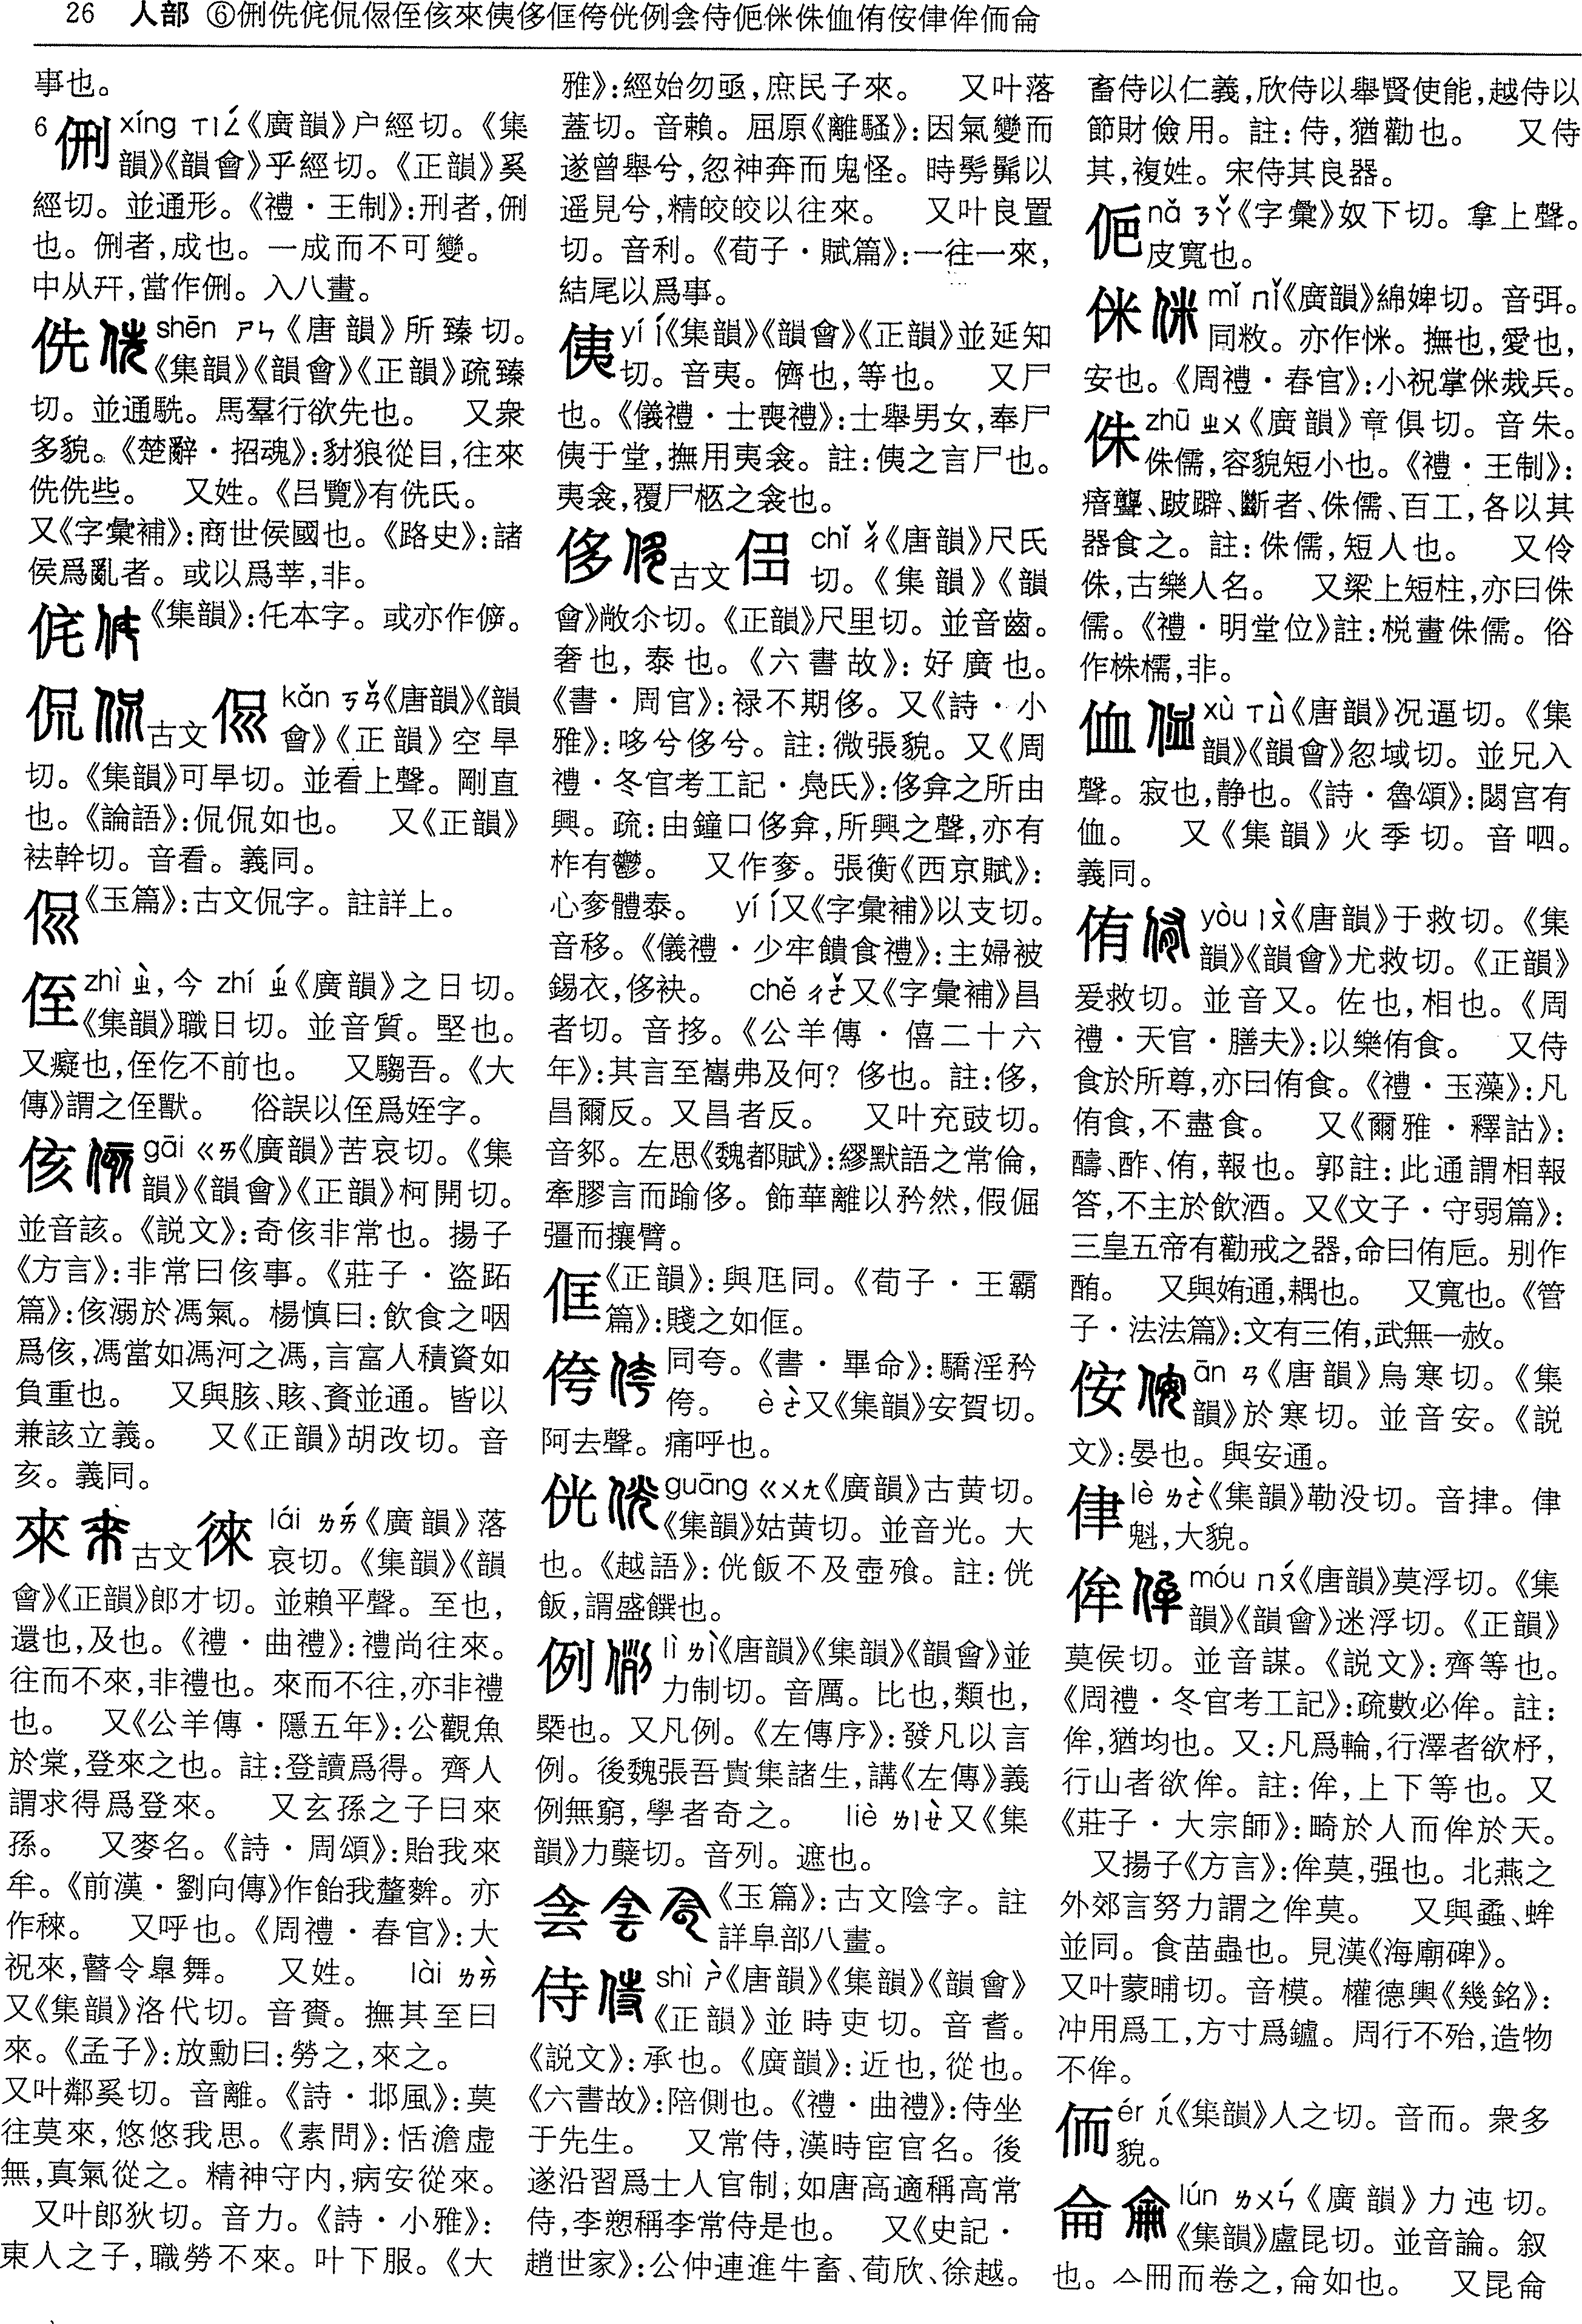 26 人部 ⑥侀侁侂侃㑣侄侅來侇侈侹侉侊例侌侍㑚侎侏侐侑侒㑌侔侕侖
事也。
6 侀 xíng ㄒㄧㄥˊ《廣韻》户經切。《集
韻》《韻會》乎經切。《正韻》奚
經切。並通形。《禮·王制》:刑者,侀
也。侀者,成也。一成而不可變。
中从幵,當作侀。入八畫。
侁 shēn ㄕㄣ《唐韻》所臻切。
《集韻》《韻會》《正韻》疏臻
切。並通駪。馬羣行欲先也。 又衆
多貌。《楚辭·招魂》:豺狼從目,往來
侁侁些。 又姓。《吕覽》有侁氏。
又《字彙補》:商世侯國也。《路史》:諸
侯爲亂者。或以爲莘,非。
侂 《集韻》:仛本字。或亦作㑾。
侃 古文 㑣 kǎn ㄎㄢˇ《唐韻》《韻
會》《正韻》空旱
切。《集韻》可旱切。並看上聲。剛直
也。《論語》:侃侃如也。 又《正韻》
祛幹切。音看。義同。
《玉篇》:古文侃字。註詳上。
侄 zhì ㄓˋ,今 zhí ㄓˊ《廣韻》之日切。
《集韻》職日切。並音質。堅也。
又癡也,侄仡不前也。 又騶吾。《大
傳》謂之侄獸。 俗誤以侄爲姪字。
侅 gāi ㄍㄞ《廣韻》苦哀切。《集
韻》《韻會》《正韻》柯開切。
並音該。《説文》:奇侅非常也。揚子
《方言》:非常曰侅事。《莊子·盜跖
篇》:侅溺於馮氣。楊慎曰:飲食之咽
爲侅,馮當如馮河之馮,言富人積資如
負重也。 又與胲、賅、賌並通。皆以
兼該立義。 又《正韻》胡改切。音
亥。義同。
來 古文 徠 lái ㄌㄞˊ《廣韻》落
哀切。《集韻》《韻
會》《正韻》郎才切。並賴平聲。至也,
還也,及也。《禮·曲禮》:禮尚往來。
往而不來,非禮也。來而不往,亦非禮
也。 又《公羊傳·隱五年》:公觀魚
於棠,登來之也。註:登讀爲得。齊人
謂求得爲登來。 又玄孫之子曰來
孫。 又麥名。《詩·周頌》:貽我來
牟。《前漢·劉向傳》作飴我釐麰。亦
作秾。 又呼也。《周禮·春官》:大
祝來,瞽令皐舞。 又姓。 lài ㄌㄞˋ
又《集韻》洛代切。音賚。撫其至曰
來。《孟子》:放勳曰:勞之,來之。
又叶鄰奚切。音離。《詩·邶風》:莫
往莫來,悠悠我思。《素問》:恬澹虚
無,真氣從之。精神守内,病安從來。
又叶郎狄切。音力。《詩·小雅》:
東人之子,職勞不來。叶下服。《大
雅》:經始勿亟,庶民子來。 又叶落
蓋切。音賴。屈原《離騷》:因氣變而
遂曾舉兮,忽神奔而鬼怪。時髣髴以
遥見兮,精皎皎以往來。 又叶良置
切。音利。《荀子·賦篇》:一往一來,
結尾以爲事。
侇 yí ㄧˊ《集韻》《韻會》《正韻》並延知
切。音夷。儕也,等也。 又尸
也。《儀禮·士喪禮》:士舉男女,奉尸
侇于堂,撫用夷衾。註:侇之言尸也。
夷衾,覆尸柩之衾也。
侈 古文 chǐ ㄔˇ《唐韻》尺氏
切。《集韻》《韻
會》敞尒切。《正韻》尺里切。並音齒。
奢也,泰也。《六書故》:好廣也。
《書·周官》:禄不期侈。又《詩·小
雅》:哆兮侈兮。註:微張貌。又《周
禮·冬官考工記·鳧氏》:侈弇之所由
興。疏:由鐘口侈弇,所興之聲,亦有
柞有鬱。 又作奓。張衡《西京賦》:
心奓體泰。 yí ㄧˊ又《字彙補》以支切。
音移。《儀禮·少牢饋食禮》:主婦被
錫衣,侈袂。 chě ㄔㄜˇ又《字彙補》昌
者切。音扯。《公羊傳·僖二十六
年》:其言至巂弗及何?侈也。註:侈,
昌爾反。又昌者反。 又叶充豉切。
音𨚁。左思《魏都賦》:繆默語之常倫,
牽膠言而踰侈。飾華離以矜然,假倔
彊而攘臂。
俇 《正韻》:與尫同。《荀子·王霸
篇》:賤之如俇。
侉 同夸。《書·畢命》:驕淫矜
侉。 è ㄜˋ又《集韻》安賀切。
阿去聲。痛呼也。
侊 guāng ㄍㄨㄤ《廣韻》古黄切。
《集韻》姑黄切。並音光。大
也。《越語》:侊飯不及壺飱。註:侊
飯,謂盛饌也。
例 lì ㄌㄧˋ《唐韻》《集韻》《韻會》並
力制切。音厲。比也,類也,
槩也。又凡例。《左傳序》:發凡以言
例。後魏張吾貴集諸生,講《左傳》義
例無窮,學者奇之。 liè ㄌㄧㄝˋ又《集
韻》力蘖切。音列。遮也。
侌 《玉篇》:古文陰字。註
詳阜部八畫。
侍 shì ㄕˋ《唐韻》《集韻》《韻會》
《正韻》並時吏切。音嗜。
《説文》:承也。《廣韻》:近也,從也。
《六書故》:陪側也。《禮·曲禮》:侍坐
于先生。 又常侍,漢時宦官名。後
遂沿習爲士人官制;如唐高適稱高常
侍,李愬稱李常侍是也。 又《史記·
趙世家》:公仲連進牛畜、荀欣、徐越。
畜侍以仁義,欣侍以舉賢使能,越侍以
節財儉用。註:侍,猶勸也。 又侍
其,複姓。宋侍其良器。
㑚 nǎ ㄋㄚˇ《字彙》奴下切。拿上聲。
皮寬也。
侎 mǐ ㄇㄧˇ《廣韻》綿婢切。音弭。
同敉。亦作㤥。撫也,愛也,
安也。《周禮·春官》:小祝掌侎烖兵。
侏 zhū ㄓㄨ《廣韻》章俱切。音朱。
侏儒,容貌短小也。《禮·王制》:
瘖聾、跛躃、斷者、侏儒、百工,各以其
器食之。註:侏儒,短人也。 又伶
侏,古樂人名。 又梁上短柱,亦曰侏
儒。《禮·明堂位》註:梲畫侏儒。俗
作株檽,非。
侐 xù ㄒㄩˋ《唐韻》况逼切。《集
韻》《韻會》忽域切。並兄入
聲。寂也,静也。《詩·魯頌》:閟宫有
侐。 又《集韻》火季切。音呬。
義同。
侑 yòu ㄧㄡˋ《唐韻》于救切。《集
韻》《韻會》尤救切。《正韻》
爰救切。並音又。佐也,相也。《周
禮·天官·膳夫》:以樂侑食。 又侍
食於所尊,亦曰侑食。《禮·玉藻》:凡
侑食,不盡食。 又《爾雅·釋詁》:
醻、酢、侑,報也。郭註:此通謂相報
答,不主於飲酒。又《文子·守弱篇》:
三皇五帝有勸戒之器,命曰侑卮。别作
酭。 又與姷通,耦也。 又寬也。《管
子·法法篇》:文有三侑,武無一赦。
侒 ān ㄢ《唐韻》烏寒切。《集
韻》於寒切。並音安。《説
文》:晏也。與安通。
lè ㄌㄜˋ《集韻》勒没切。音硉。
魁,大貌。
侔 móu ㄇㄡˊ《唐韻》莫浮切。《集
韻》《韻會》迷浮切。《正韻》
莫侯切。並音謀。《説文》:齊等也。
《周禮·冬官考工記》:疏數必侔。註:
侔,猶均也。又:凡爲輪,行澤者欲杼,
行山者欲侔。註:侔,上下等也。又
《莊子·大宗師》:畸於人而侔於天。
又揚子《方言》:侔莫,强也。北燕之
外郊言努力謂之侔莫。 又與蟊、蛑
並同。食苗蟲也。見漢《海廟碑》。
又叶蒙晡切。音模。權德輿《幾銘》:
冲用爲工,方寸爲鑪。周行不殆,造物
不侔。
侕 ér ㄦˊ《集韻》人之切。音而。衆多
貌。
侖 lún ㄌㄨㄣˊ《廣韻》力迍切。
《集韻》盧昆切。並音論。叙
也。亼冊而卷之,侖如也。 又昆侖